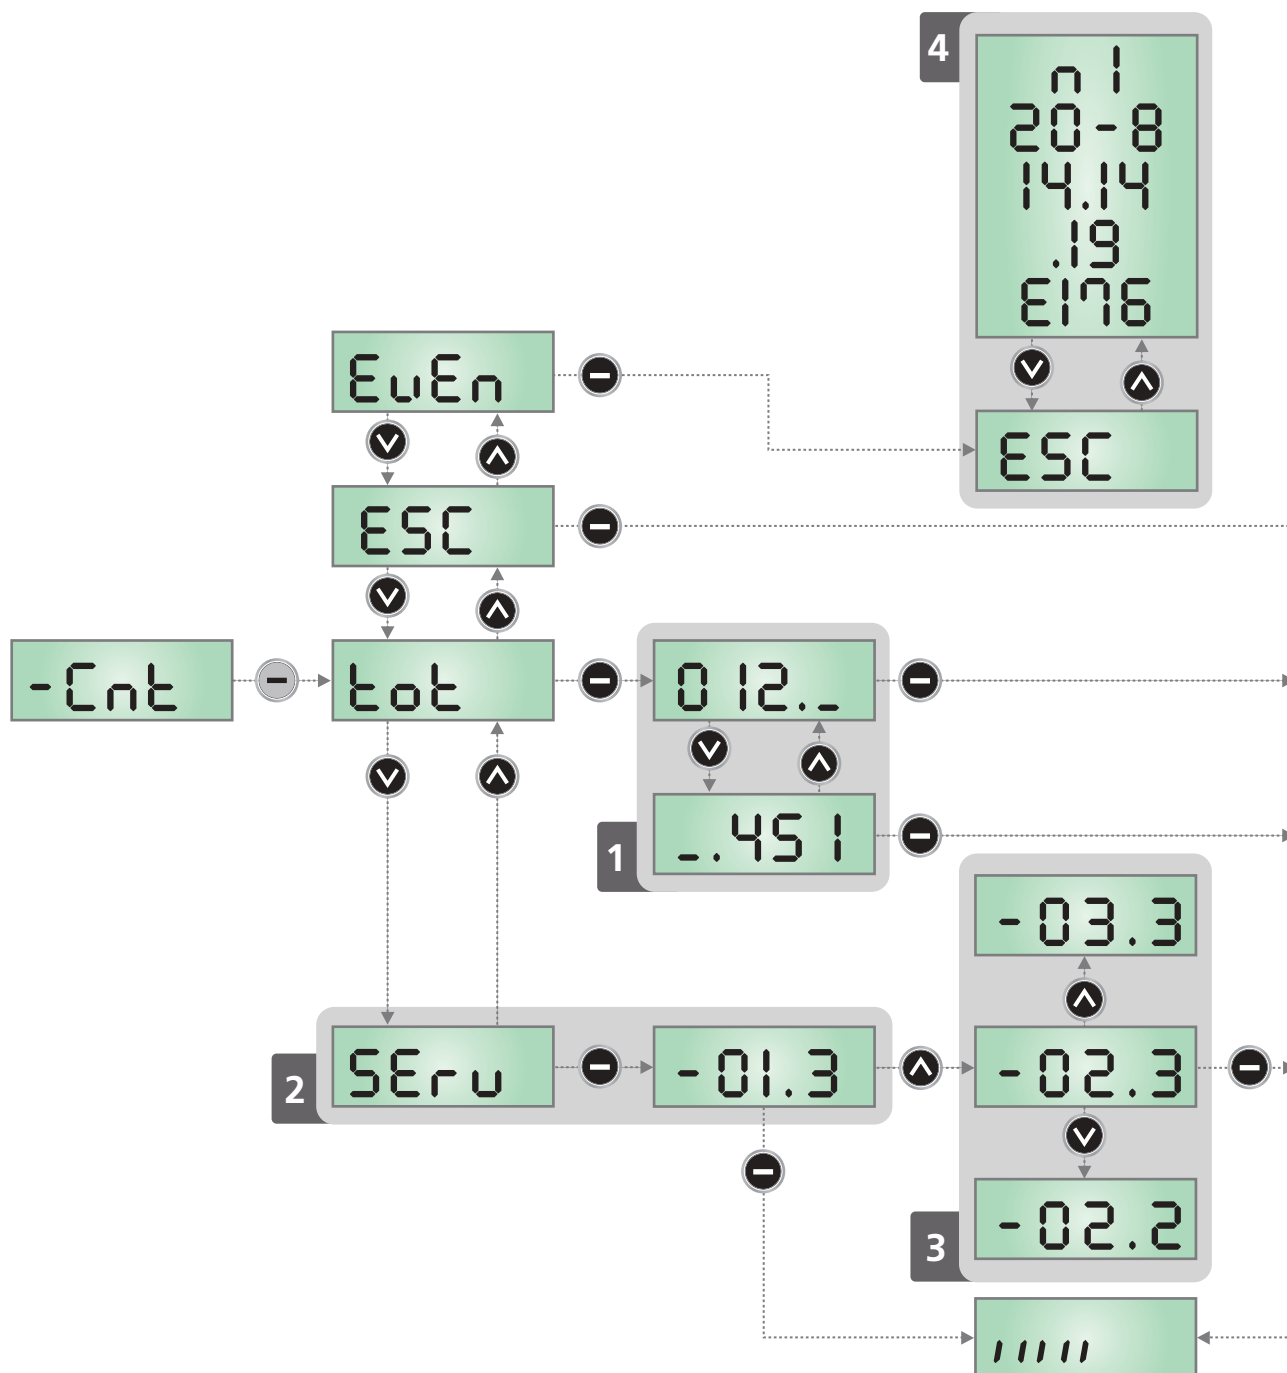 4
n 1
20-8
14.14
.19
E176
EvEn
ESC
ESC
-Cnt
tot
012._
_.451
1
-03.3
2
SErv
-01.3
-02.3
-02.2
3